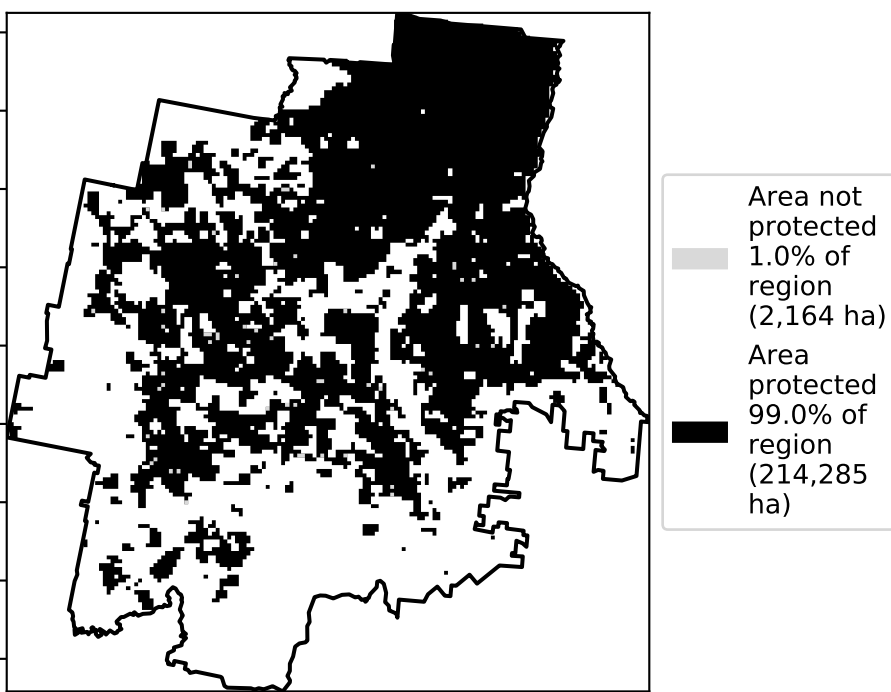 Area not
protected
1.0% of
region
(2,164 ha)
Area
protected
99.0% of
region
(214,285
ha)